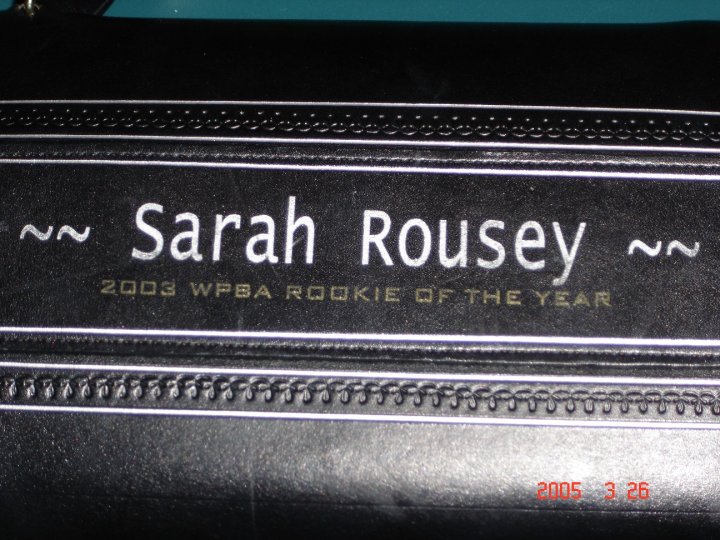 ~~ Sarah Rousey ~~
2003 WPBA ROOKIE OF THE YEAR
2005 3 26